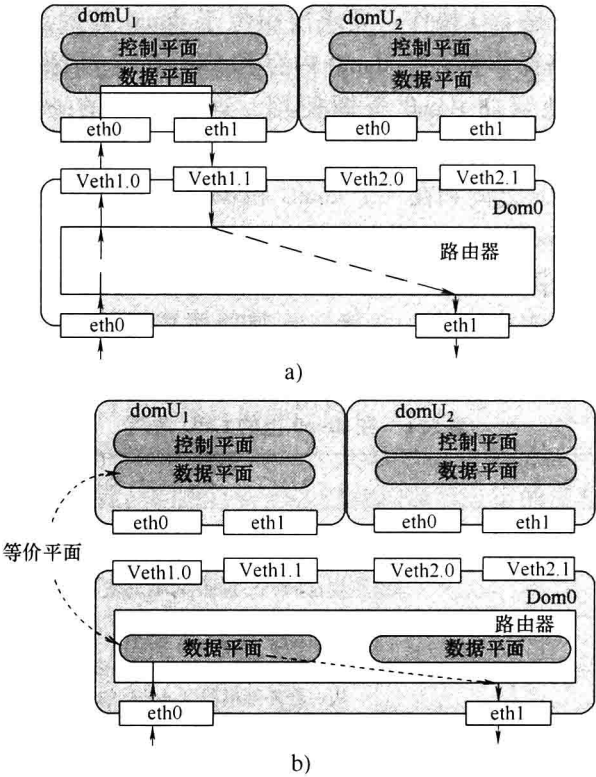 domU1 domU2
控制平面 控制平面
数据平面 数据平面
eth0 eth1 eth0 eth1
Veth1.0 Veth1.1 Veth2.0 Veth2.1
Dom0
路由器
eth0 eth1
a)
domU1 domU2
控制平面 控制平面
数据平面 数据平面
eth0 eth1 eth0 eth1
等价平面
Veth1.0 Veth1.1 Veth2.0 Veth2.1
Dom0
路由器
数据平面 数据平面
eth0 eth1
b)